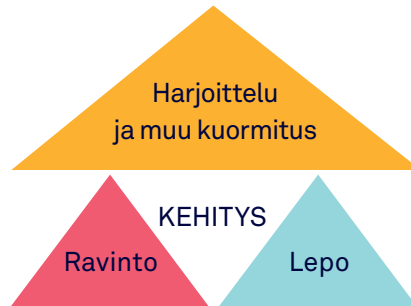 Harjoittelu
ja muu kuormitus
KEHITYS
Ravinto
Lepo